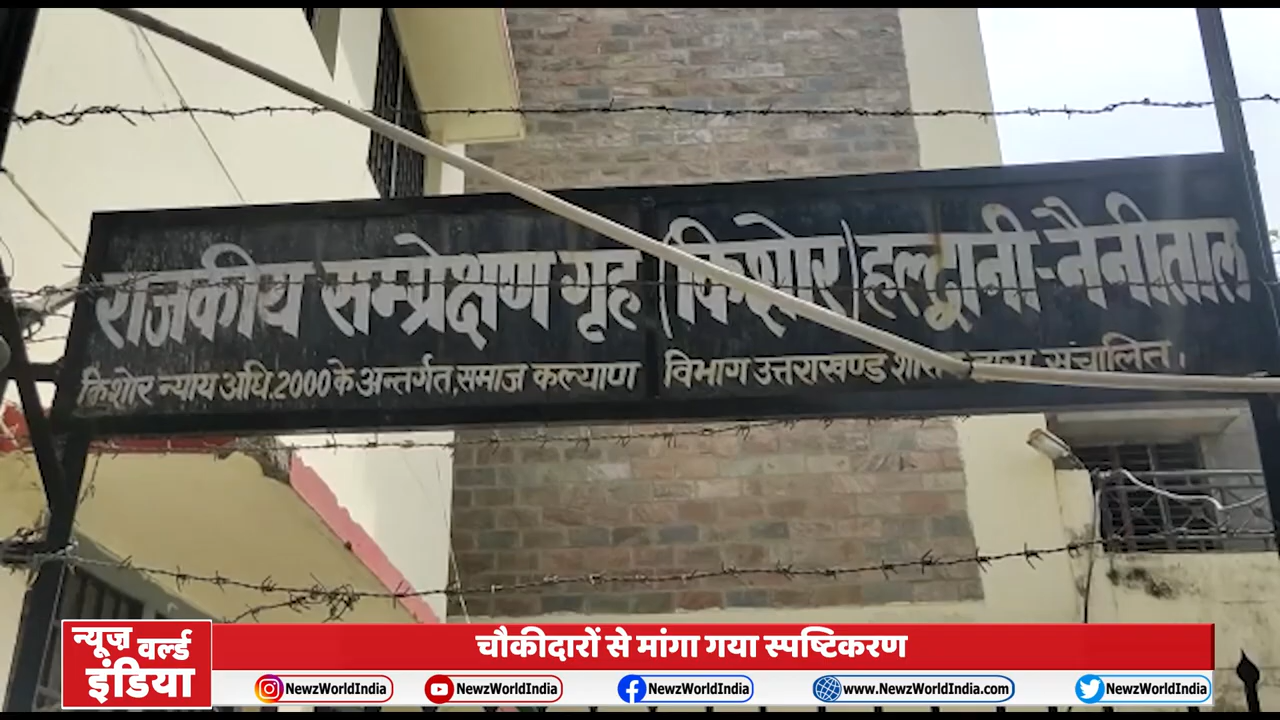 राजकीय सम्प्रेक्षण गृह (किशोर) हल्द्वानी-नैनीताल
किशोर न्याय अधि.2000 के अन्तर्गत,समाज कल्याण विभाग उत्तराखण्ड संचालित.
न्यूज़ वर्ल्ड
इंडिया
चौकीदारों से मांगा गया स्पष्टिकरण
NewzWorldIndia
NewzWorldIndia
NewzWorldIndia
www.NewzWorldIndia.com
NewzWorldIndia